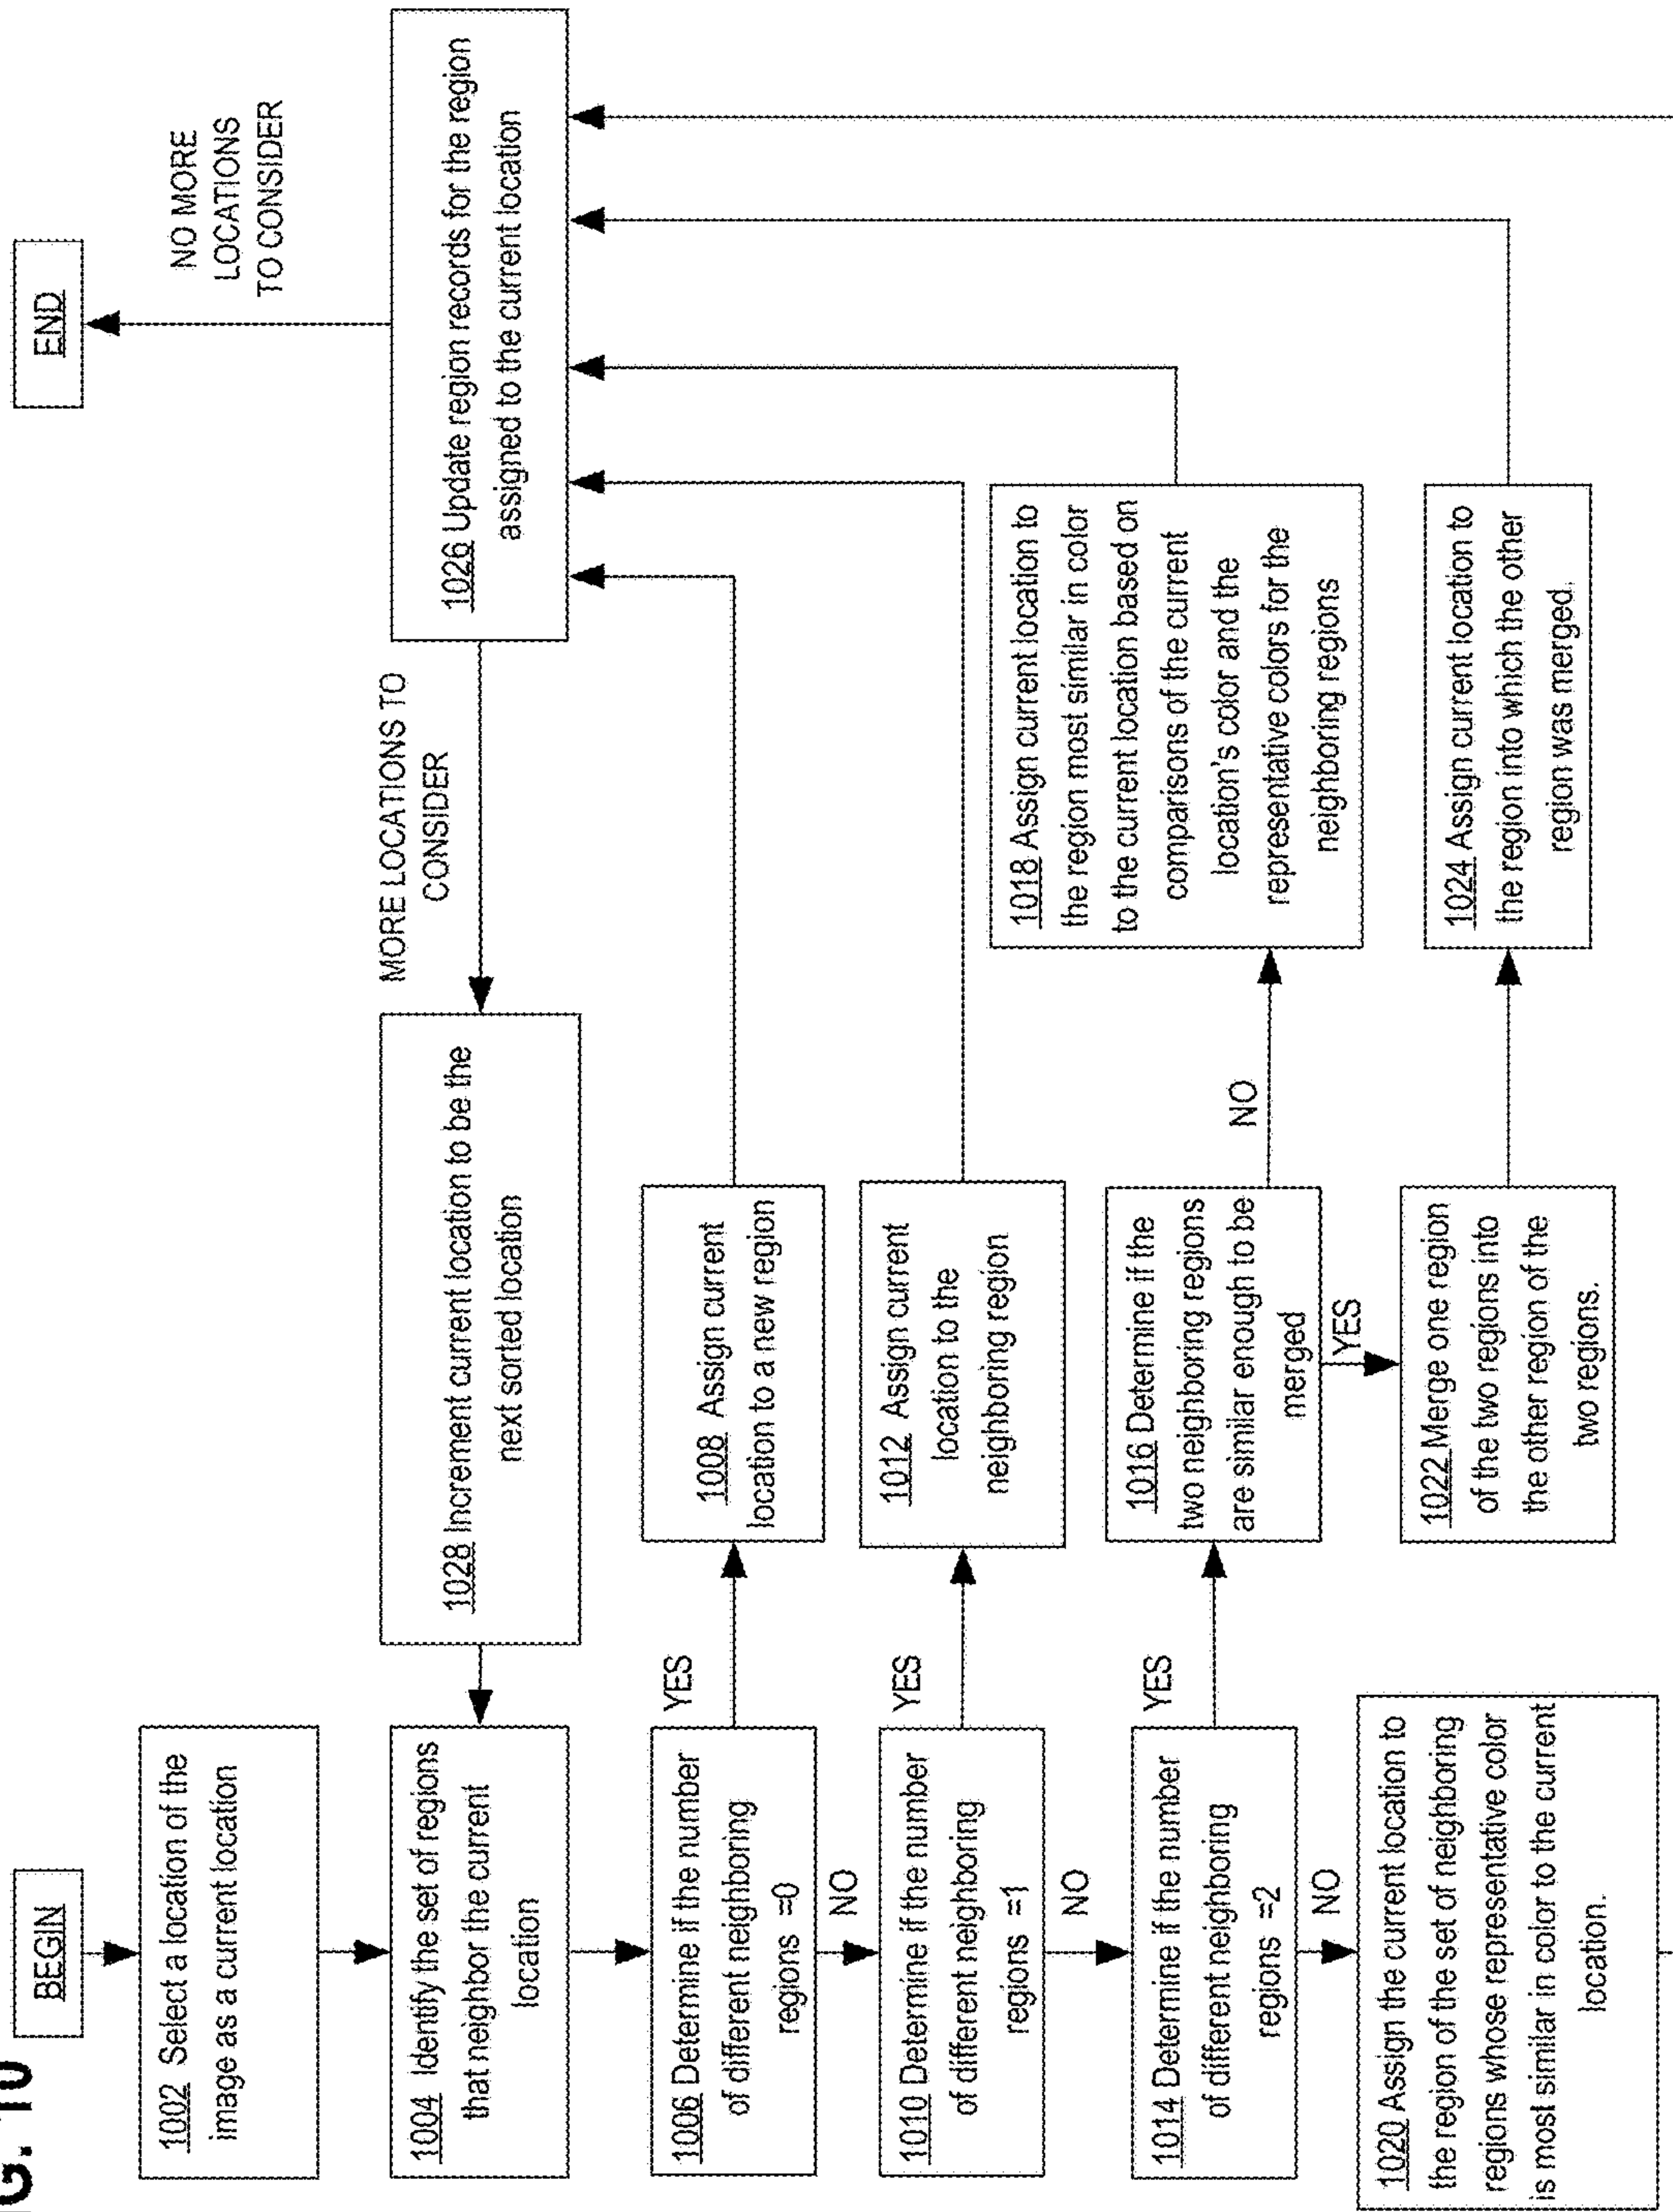 BEGIN
1002 Select a location of the
image as a current location
1004 Identify the set of regions
that neighbor the current
location
1006 Determine if the number
of different neighboring
regions =0
YES
NO
1008 Assign current
location to a new region
1010 Determine if the number
of different neighboring
regions =1
YES
NO
1012 Assign current
location to the
neighboring region
1014 Determine if the number
of different neighboring
regions =2
YES
NO
1016 Determine if the
two neighboring regions
are similar enough to be
merged
NO
YES
1018 Assign current location to
the region most similar in color
to the current location based on
comparisons of the current
location's color and the
representative colors for the
neighboring regions
1020 Assign the current location to
the region of the set of neighboring
regions whose representative color
is most similar in color to the current
location.
1022 Merge one region
of the two regions into
the other region of the
two regions.
1024 Assign current location to
the region into which the other
region was merged.
1026 Update region records for the region
assigned to the current location
MORE LOCATIONS TO
CONSIDER
1028 Increment current location to be the
next sorted location
NO MORE
LOCATIONS
TO CONSIDER
END